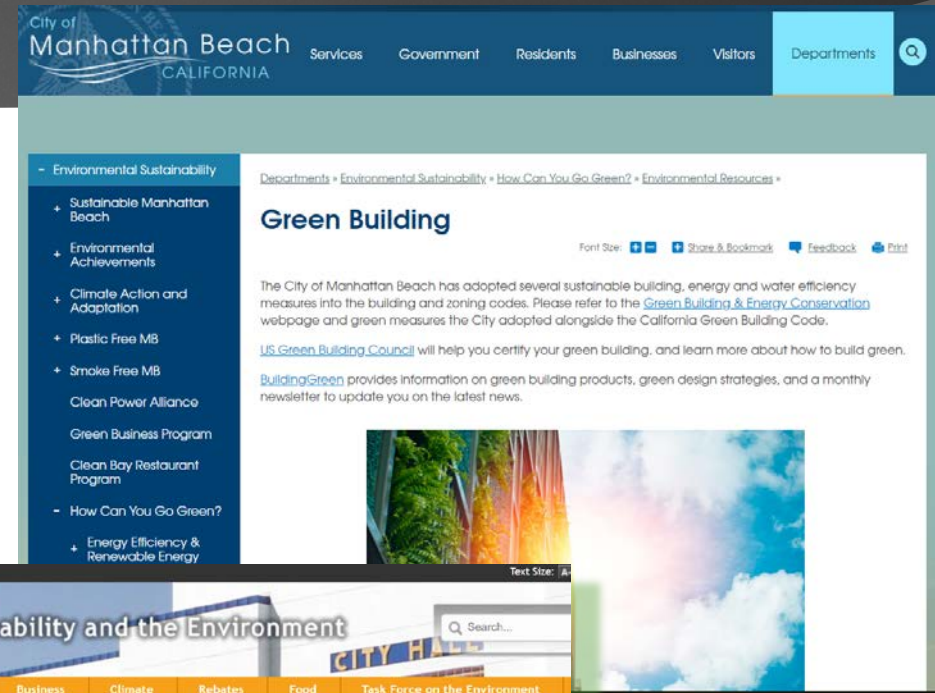 City of
Manhattan Beach
CALIFORNIA
Services Government Residents Businesses Visitors Departments
- Environmental Sustainability
+ Sustainable Manhattan
Beach
+ Environmental
Achievements
+ Climate Action and
Adaptation
+ Plastic Free MB
+ Smoke Free MB
Clean Power Alliance
Green Business Program
Clean Bay Restaurant
Program
- How Can You Go Green?
+ Energy Efficiency &
Renewable Energy
Departments » Environmental Sustainability » How Can You Go Green? » Environmental Resources »
Green Building
Font Size: + - + Share & Bookmark Feedback Print
The City of Manhattan Beach has adopted several sustainable building, energy and water efficiency
measures into the building and zoning codes. Please refer to the Green Building & Energy Conservation
webpage and green measures the City adopted alongside the California Green Building Code.
US Green Building Council will help you certify your green building, and learn more about how to build green.
BuildingGreen provides information on green building products, green design strategies, and a monthly
newsletter to update you on the latest news.
Text Size: A-
ability and the Environment
Search...
CITY HALL
Business Climate Rebates Food Task Force on the Environment